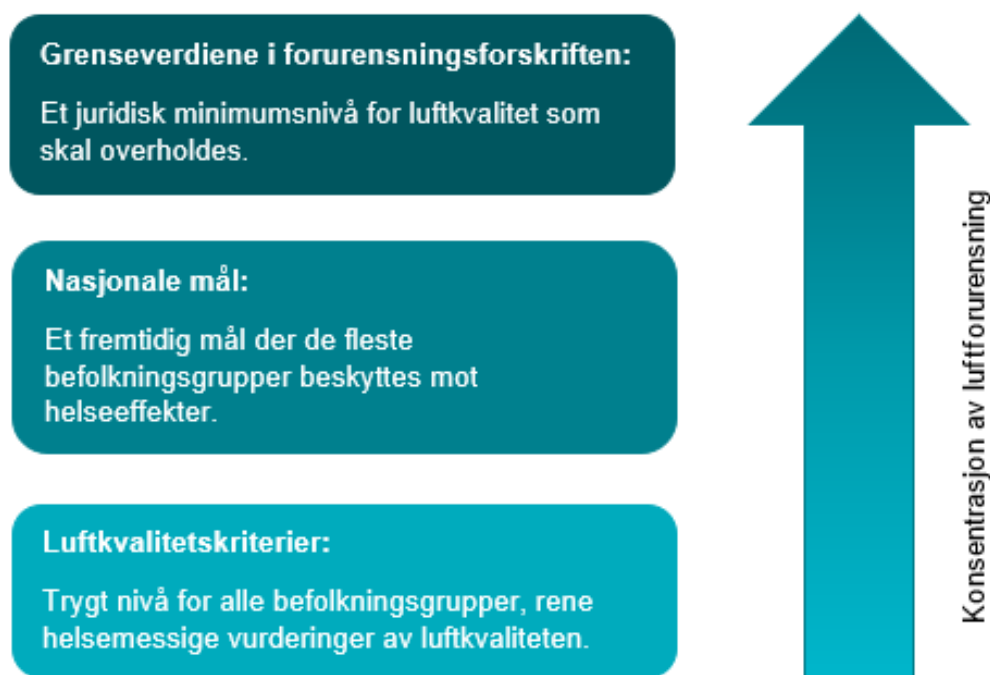 Grenseverdiene i forurensningsforskriften:
Et juridisk minimumsnivå for luftkvalitet som
skal overholdes.
Nasjonale mål:
Et fremtidig mål der de fleste
befolkningsgrupper beskyttes mot
helseeffekter.
Luftkvalitetskriterier:
Trygt nivå for alle befolkningsgrupper, rene
helsemessige vurderinger av luftkvaliteten.
Konsentrasjon av luftforurensning